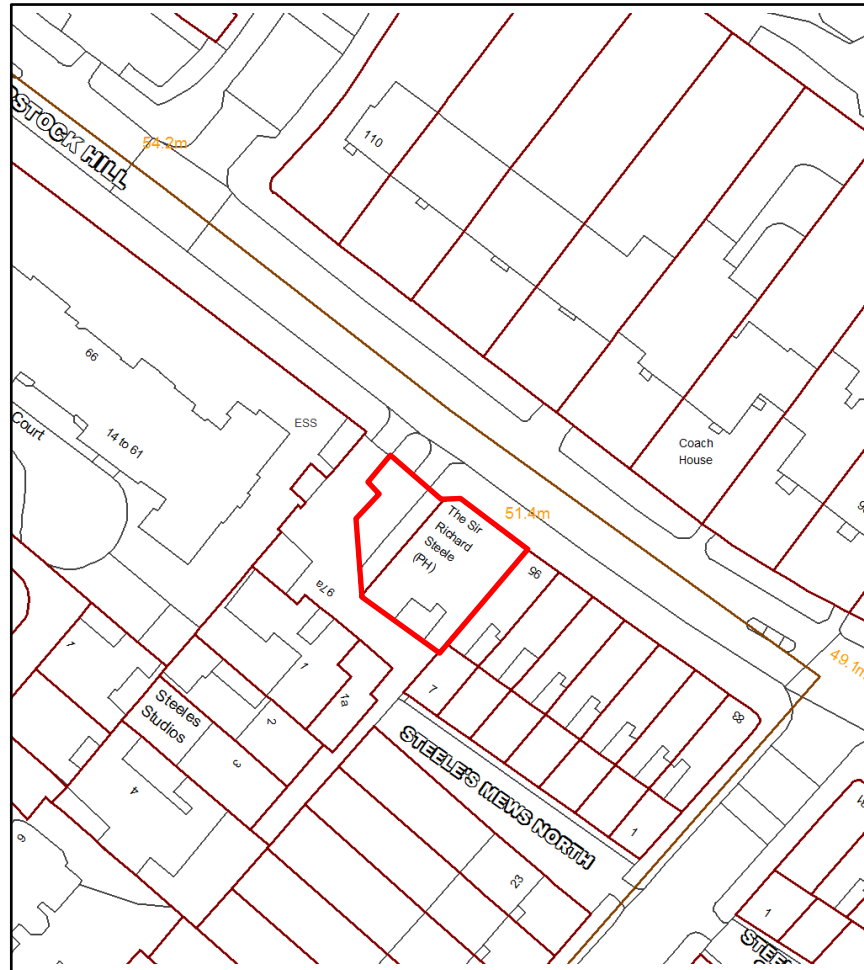 STOCK HILL
54.2m
110
66
14 to 61
Court
ESS
Coach
House
51.4m
The Sir
Richard
Steele
(PH)
97a
95
49.1m
1
1
1a
7
88
Steeles
Studios
2
3
4
STEELE'S MEWS NORTH
1
23
1